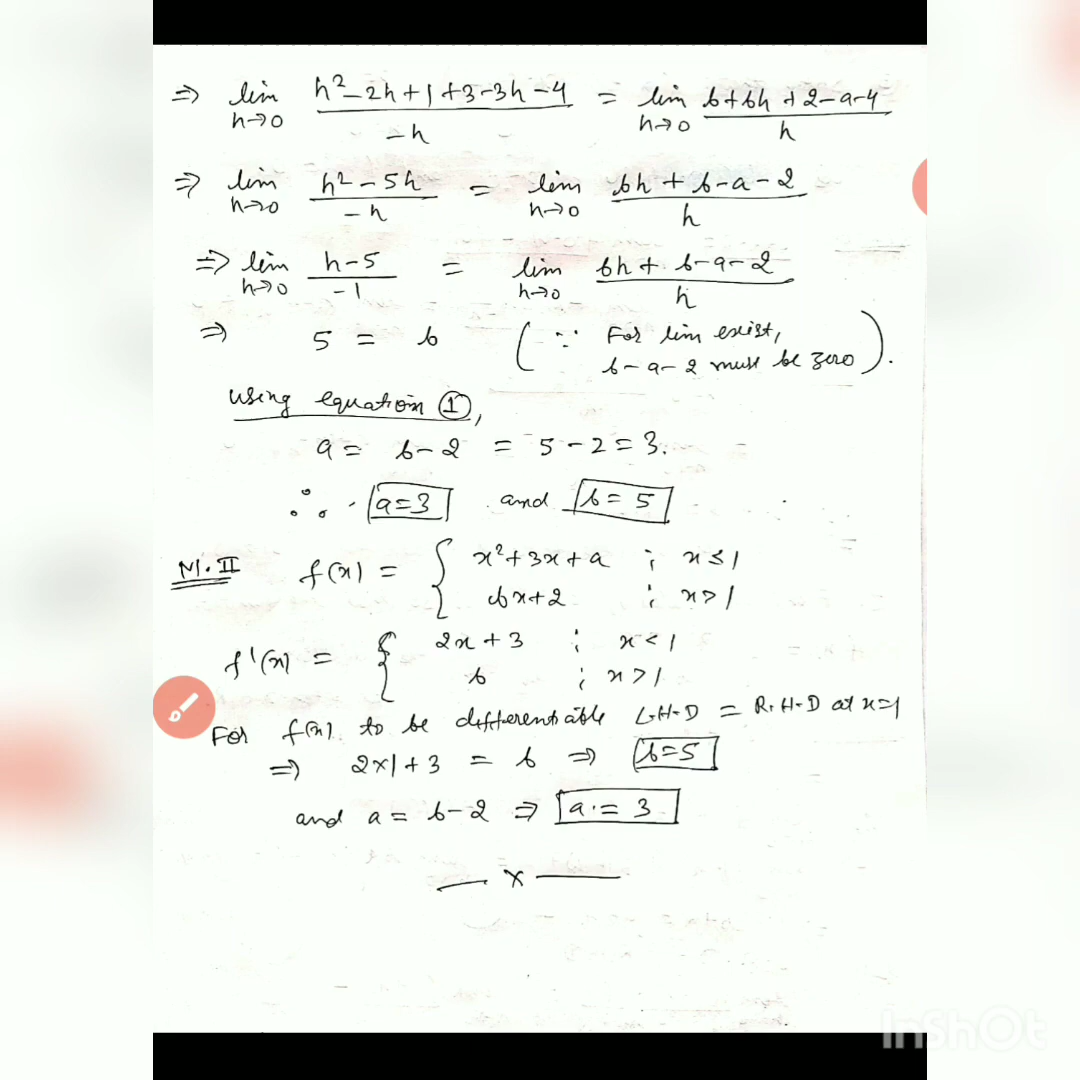 ⇒ lim h→0 (h²-2h+1+3-3h-4)/(-h) = lim h→0 (b+bh+2-a-4)/h
⇒ lim h→0 (h²-5h)/(-h) = lim h→0 (bh+b-a-2)/h
⇒ lim h→0 (h-5)/(-1) = lim h→0 (bh+b-a-2)/h
⇒ 5 = b (∵ For lim exist,
b-a-2 must be zero).
Using equation ①,
a = b-2 = 5-2 = 3.
∴ a=3 and b=5
M.II f(x) = { x²+3x+a ; x≤1
bx+2 ; x>1
f'(x) = { 2x+3 ; x<1
b ; x>1
For f(x) to be differentiable L.H.D = R.H.D at x=1
⇒ 2×1+3 = b ⇒ b=5
and a = b-2 ⇒ a = 3
— x —
InShOt